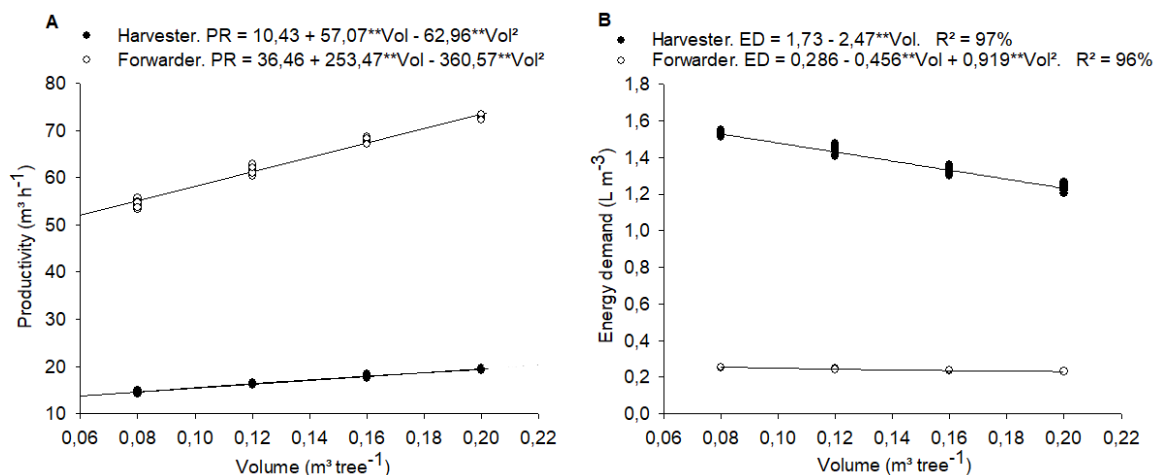 A
● Harvester. PR = 10,43 + 57,07**Vol - 62,96**Vol²
○ Forwarder. PR = 36,46 + 253,47**Vol - 360,57**Vol²
80
70
60
50
40
30
20
10
Productivity (m³ h⁻¹)
0,06 0,08 0,10 0,12 0,14 0,16 0,18 0,20 0,22
Volume (m³ tree⁻¹)
B
● Harvester. ED = 1,73 - 2,47**Vol. R² = 97%
○ Forwarder. ED = 0,286 - 0,456**Vol + 0,919**Vol². R² = 96%
1,8
1,6
1,4
1,2
1,0
0,8
0,6
0,4
0,2
0,0
Energy demand (L m⁻³)
0,06 0,08 0,10 0,12 0,14 0,16 0,18 0,20 0,22
Volume (m³ tree⁻¹)